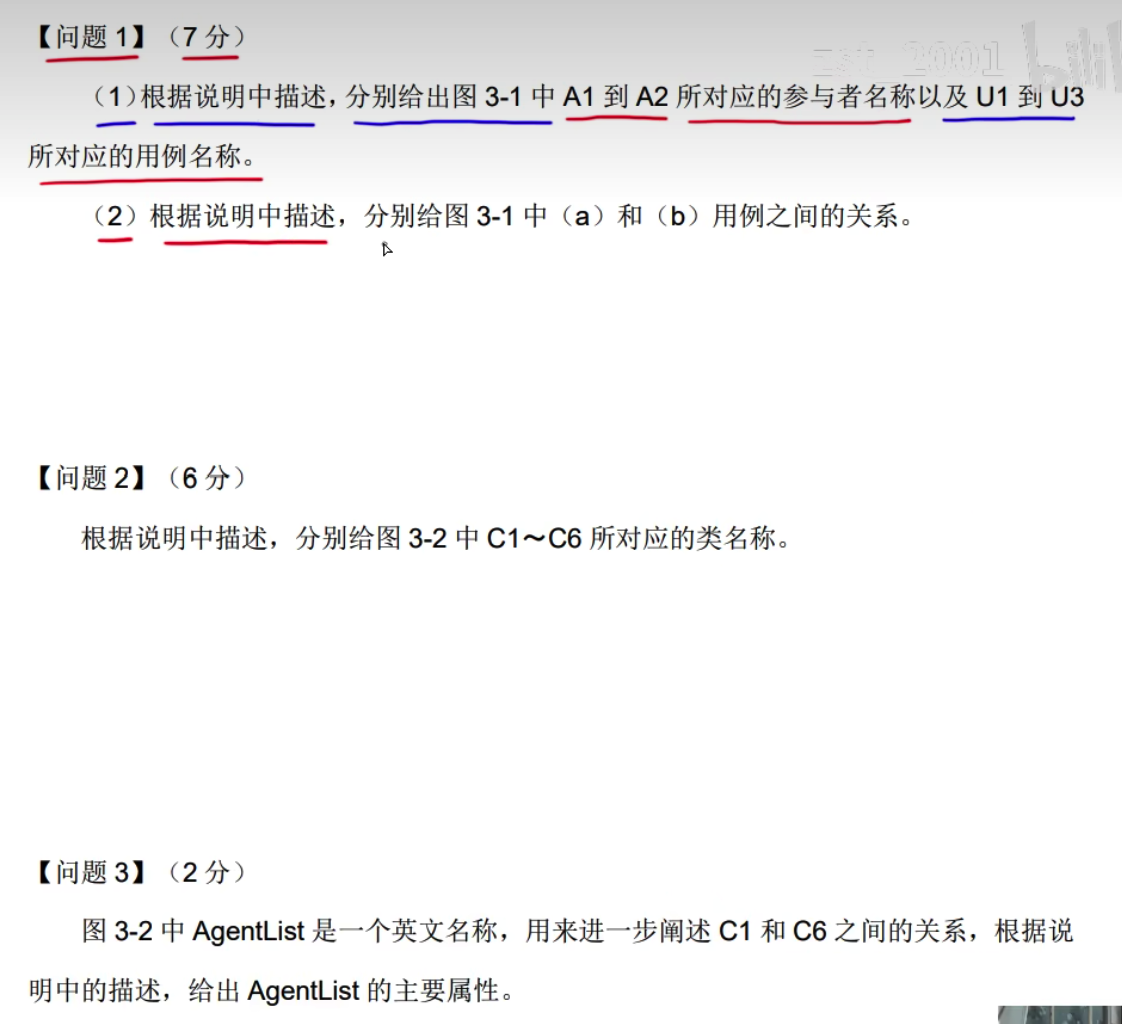 【问题 1】（7 分）
（1）根据说明中描述，分别给出图 3-1 中 A1 到 A2 所对应的参与者名称以及 U1 到 U3
所对应的用例名称。
（2）根据说明中描述，分别给图 3-1 中（a）和（b）用例之间的关系。
【问题 2】（6 分）
根据说明中描述，分别给图 3-2 中 C1～C6 所对应的类名称。
【问题 3】（2 分）
图 3-2 中 AgentList 是一个英文名称，用来进一步阐述 C1 和 C6 之间的关系，根据说
明中的描述，给出 AgentList 的主要属性。